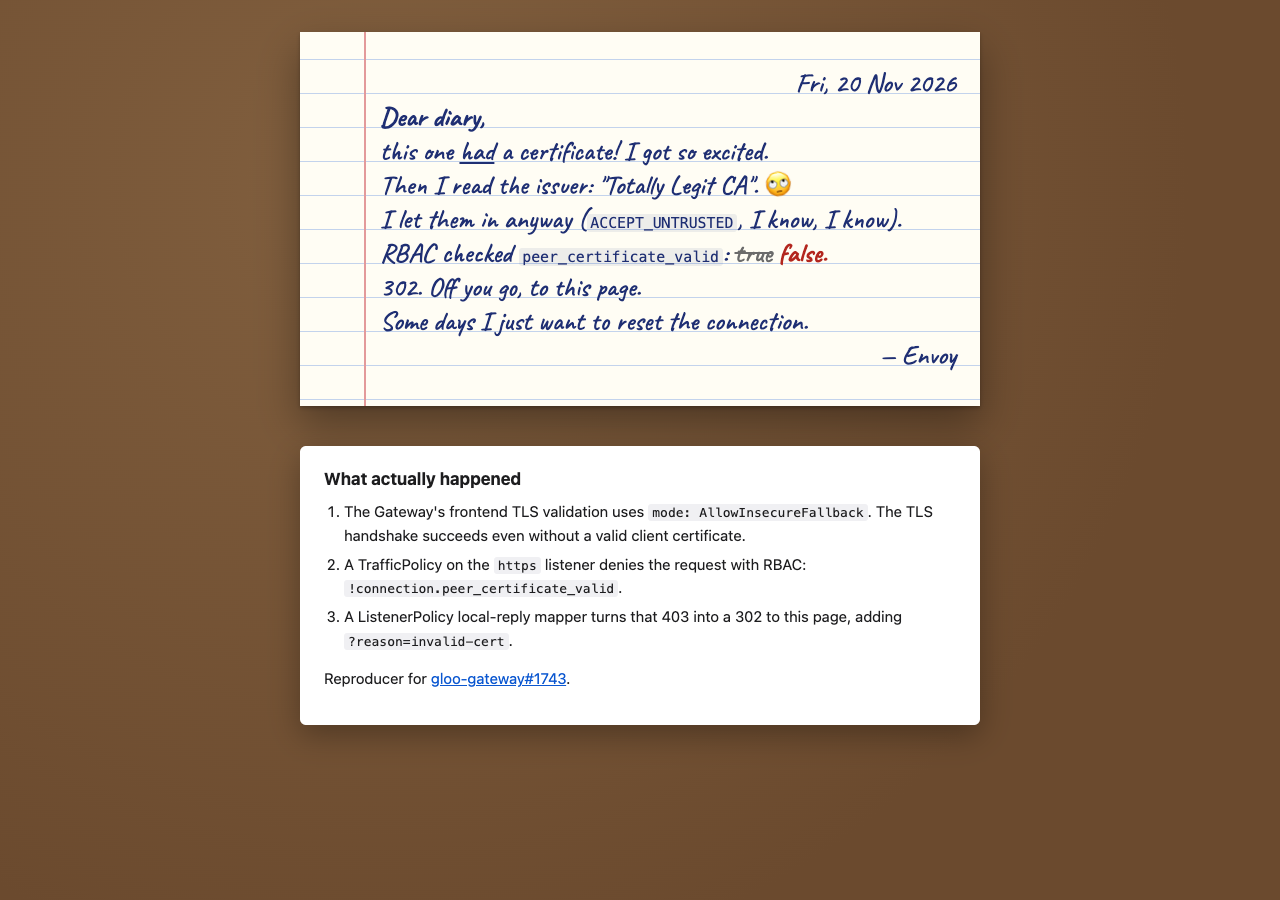 Fri, 20 Nov 2026
Dear diary,
this one had a certificate! I got so excited.
Then I read the issuer: "Totally Legit CA". 🙄
I let them in anyway (ACCEPT_UNTRUSTED, I know, I know).
RBAC checked peer_certificate_valid: true false.
302. Off you go, to this page.
Some days I just want to reset the connection.
— Envoy
What actually happened
1. The Gateway's frontend TLS validation uses mode: AllowInsecureFallback. The TLS
handshake succeeds even without a valid client certificate.
2. A TrafficPolicy on the https listener denies the request with RBAC:
!connection.peer_certificate_valid.
3. A ListenerPolicy local-reply mapper turns that 403 into a 302 to this page, adding
?reason=invalid-cert.
Reproducer for gloo-gateway#1743.